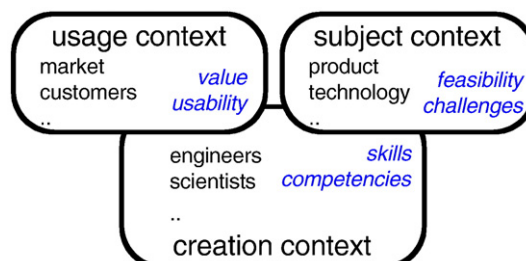 usage context
market
customers
..
value
usability
subject context
product
technology
..
feasibility
challenges
engineers
scientists
..
skills
competencies
creation context